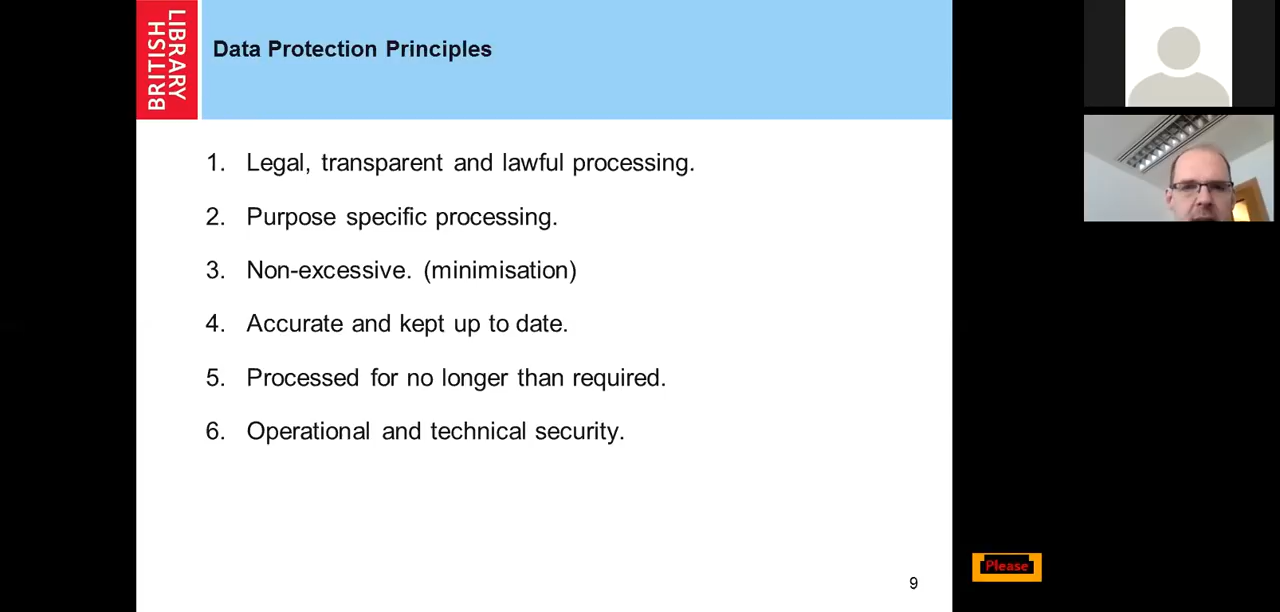 BRITISH
LIBRARY
Data Protection Principles
1. Legal, transparent and lawful processing.
2. Purpose specific processing.
3. Non-excessive. (minimisation)
4. Accurate and kept up to date.
5. Processed for no longer than required.
6. Operational and technical security.
9
Please